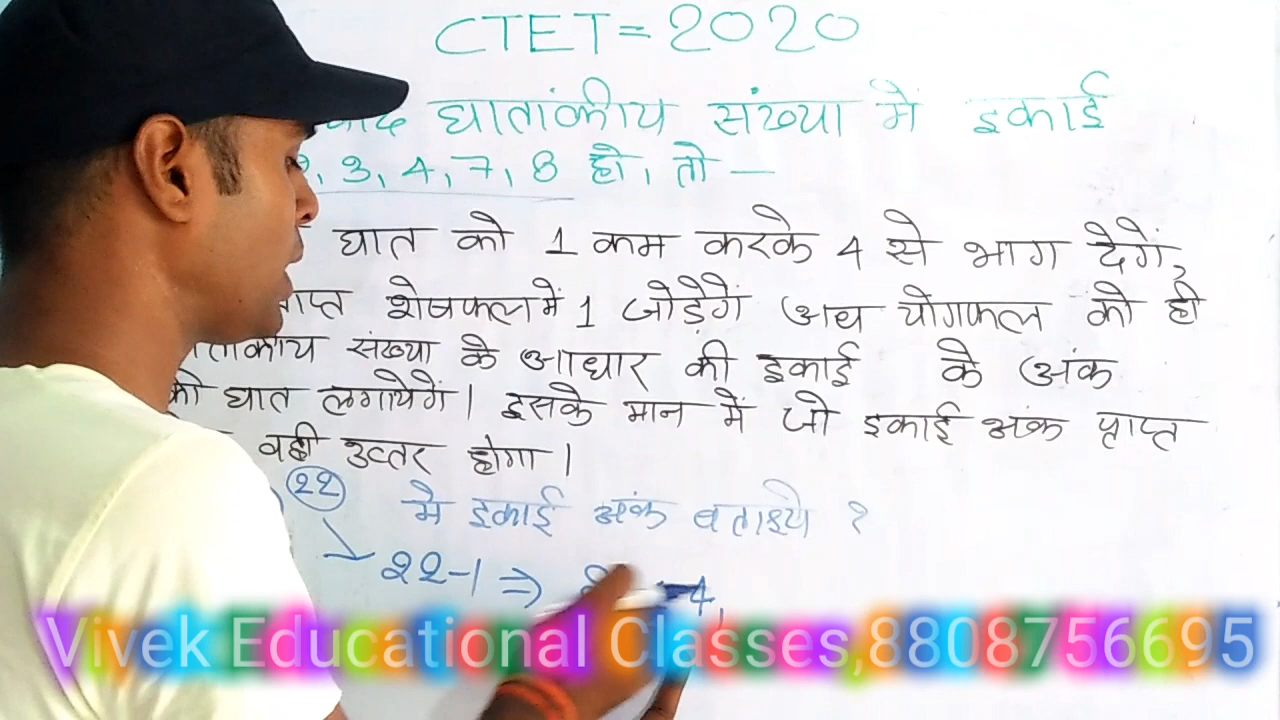 CTET = 2020
घातांकीय संख्या में इकाई
, 3, 4, 7, 8 हो, तो —
घात को 1 कम करके 4 से भाग देगें,
शेषफल में 1 जोड़ेगें अब योगफल को ही
संख्या के आधार की इकाई के अंक
को घात लगायेगें। इसके मान में जो इकाई अंक प्राप्त
वही उत्तर होगा।
22 मे इकाई अंक बताइये ?
22-1 ⇒ 4
Vivek Educational Classes,8808756695